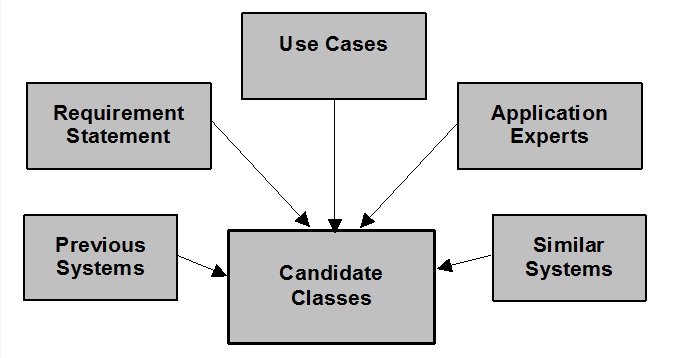 Use Cases
Requirement
Statement
Application
Experts
Previous
Systems
Similar
Systems
Candidate
Classes